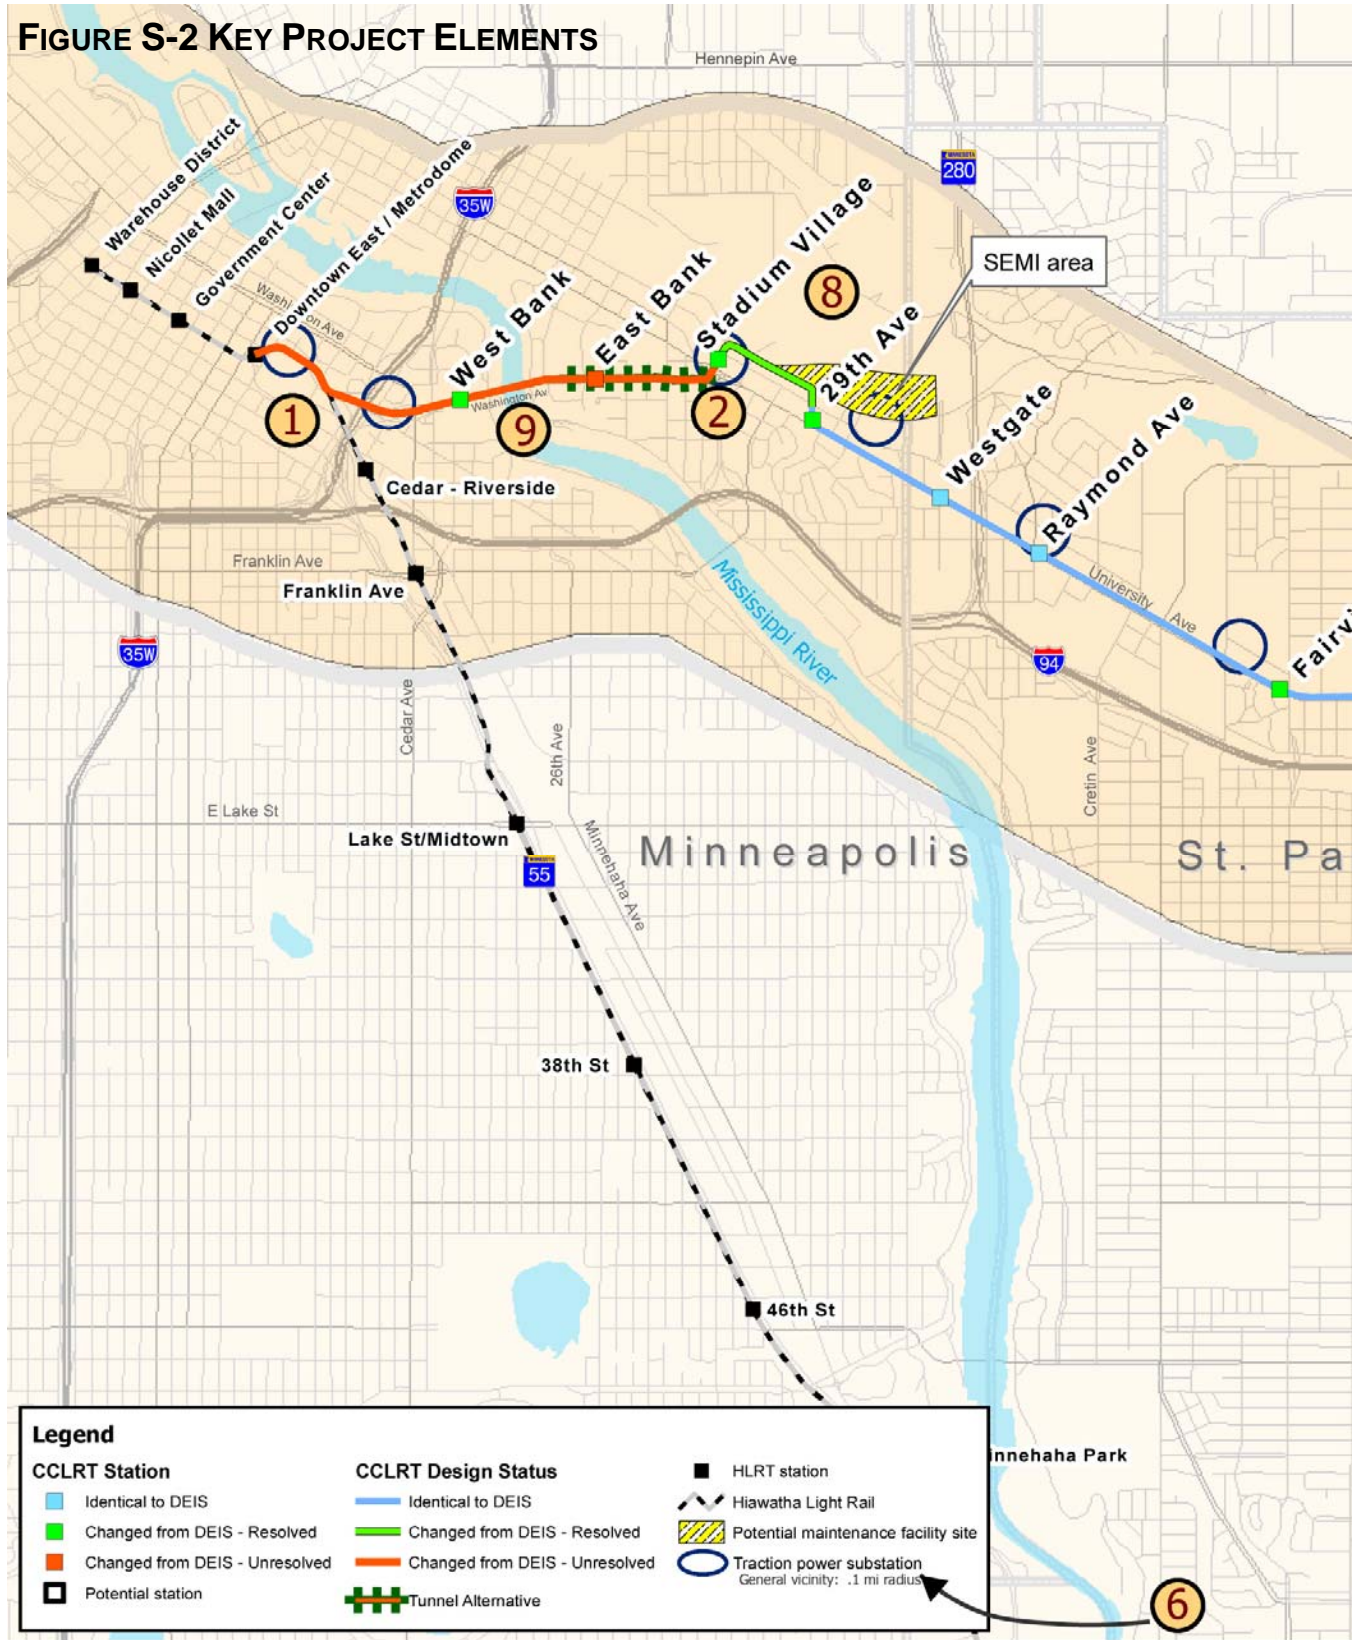 FIGURE S-2 KEY PROJECT ELEMENTS
Hennepin Ave
Warehouse District
Nicollet Mall
Government Center
Downtown East / Metrodome
35W
280
SEMI area
Stadium Village
8
East Bank
West Bank
29th Ave
Washington Ave
Washington Av
1
9
2
Westgate
Raymond Ave
Cedar - Riverside
Franklin Ave
Franklin Ave
University Ave
Mississippi River
35W
94
Fairvi
Cedar Ave
26th Ave
Cretin Ave
E Lake St
Lake St/Midtown
MINNESOTA
55
Minnehaha Ave
Minneapolis
St. Pa
38th St
46th St
innehaha Park
Legend
CCLRT Station
Identical to DEIS
Changed from DEIS - Resolved
Changed from DEIS - Unresolved
Potential station
CCLRT Design Status
Identical to DEIS
Changed from DEIS - Resolved
Changed from DEIS - Unresolved
Tunnel Alternative
HLRT station
Hiawatha Light Rail
Potential maintenance facility site
Traction power substation
General vicinity: .1 mi radius
6